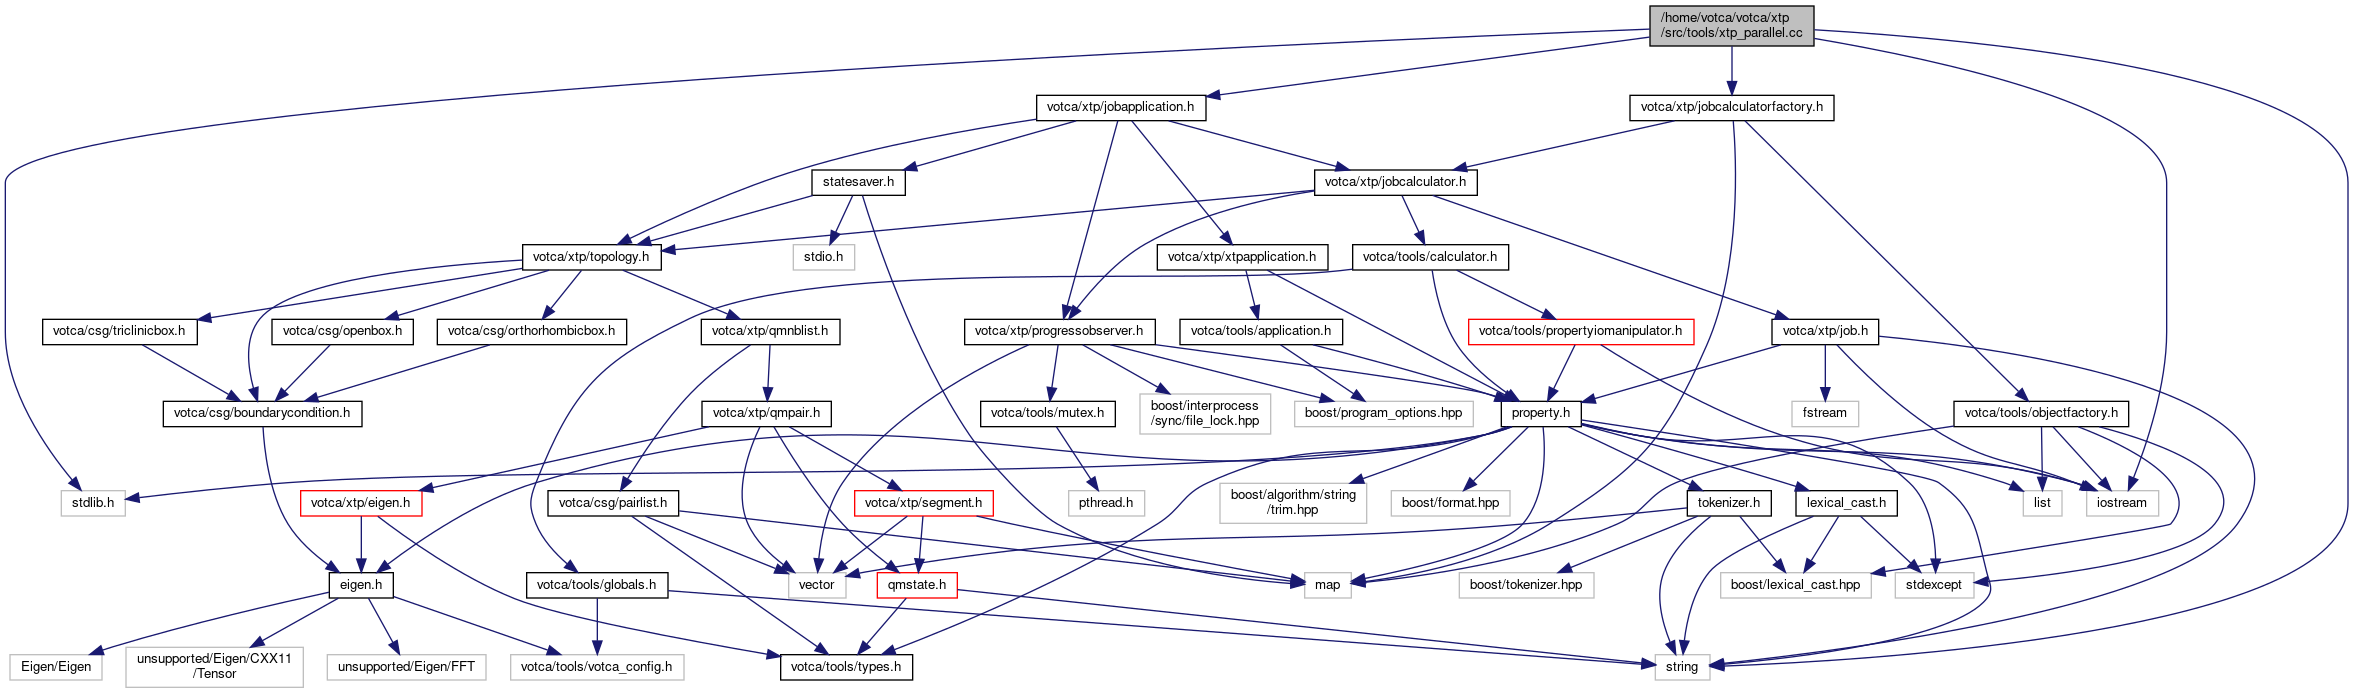 /home/votca/votca/xtp
/src/tools/xtp_parallel.cc
votca/xtp/jobapplication.h
votca/xtp/jobcalculatorfactory.h
statesaver.h
votca/xtp/jobcalculator.h
votca/xtp/topology.h
stdio.h
votca/xtp/xtpapplication.h
votca/tools/calculator.h
votca/csg/triclinicbox.h
votca/csg/openbox.h
votca/csg/orthorhombicbox.h
votca/xtp/qmnblist.h
votca/xtp/progressobserver.h
votca/tools/application.h
votca/tools/propertyiomanipulator.h
votca/xtp/job.h
votca/csg/boundarycondition.h
votca/xtp/qmpair.h
votca/tools/mutex.h
boost/interprocess
/sync/file_lock.hpp
boost/program_options.hpp
property.h
fstream
votca/tools/objectfactory.h
stdlib.h
votca/xtp/eigen.h
votca/csg/pairlist.h
votca/xtp/segment.h
pthread.h
boost/algorithm/string
/trim.hpp
boost/format.hpp
tokenizer.h
lexical_cast.h
list
iostream
eigen.h
votca/tools/globals.h
vector
qmstate.h
map
boost/tokenizer.hpp
boost/lexical_cast.hpp
stdexcept
Eigen/Eigen
unsupported/Eigen/CXX11
/Tensor
unsupported/Eigen/FFT
votca/tools/votca_config.h
votca/tools/types.h
string